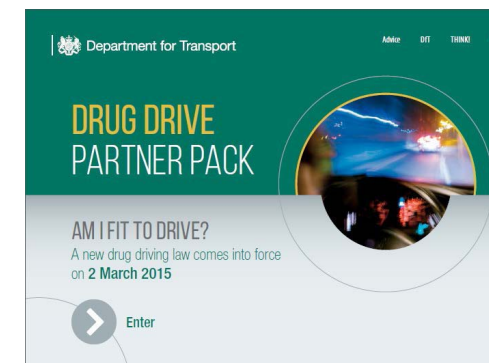 Department for Transport
Advice DfT THINK!
DRUG DRIVE
PARTNER PACK
AM I FIT TO DRIVE?
A new drug driving law comes into force
on 2 March 2015
Enter